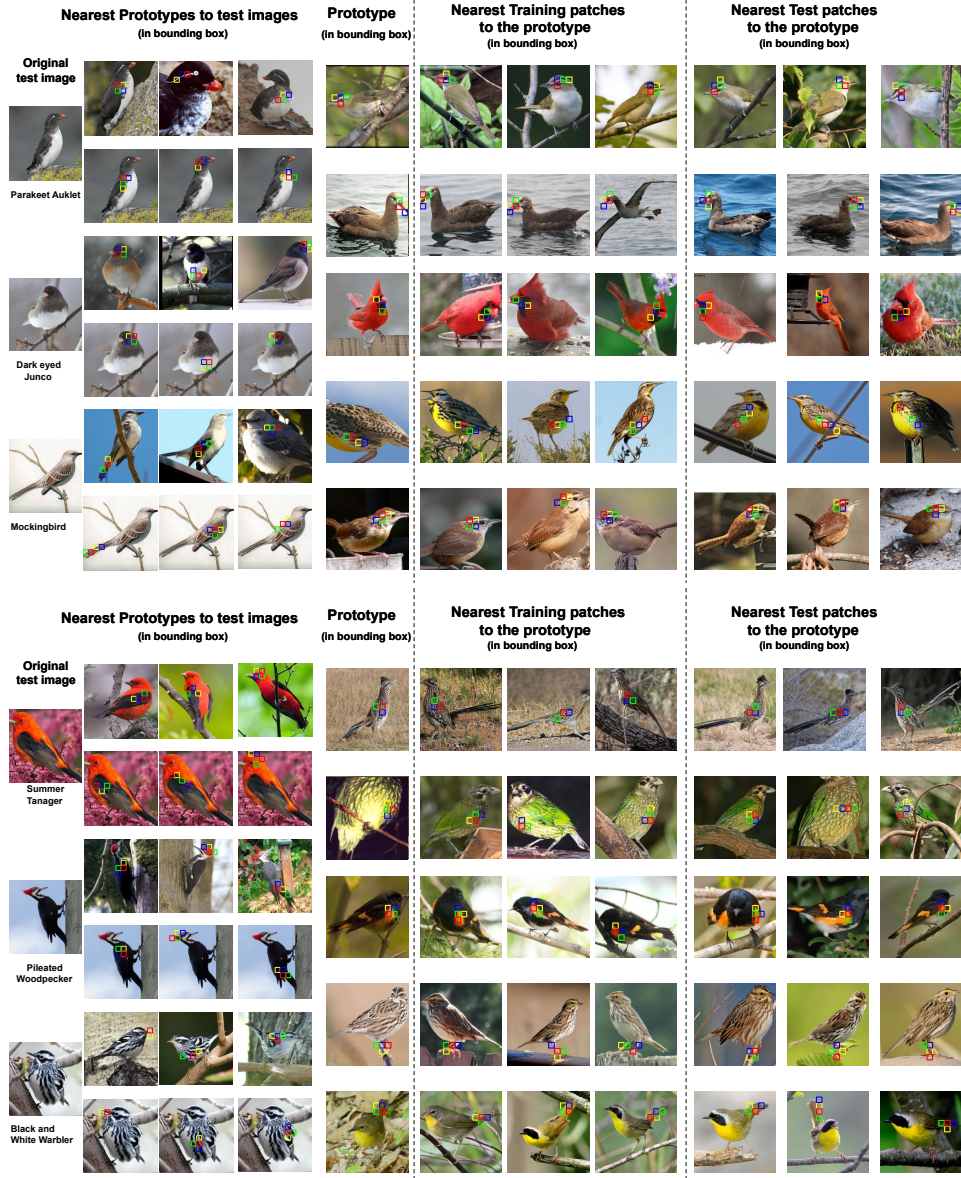 Nearest Prototypes to test images
(in bounding box)
Prototype
(in bounding box)
Nearest Training patches
to the prototype
(in bounding box)
Nearest Test patches
to the prototype
(in bounding box)
Original
test image
Parakeet Auklet
Dark eyed
Junco
Mockingbird
Nearest Prototypes to test images
(in bounding box)
Prototype
(in bounding box)
Nearest Training patches
to the prototype
(in bounding box)
Nearest Test patches
to the prototype
(in bounding box)
Original
test image
Summer
Tanager
Pileated
Woodpecker
Black and
White Warbler